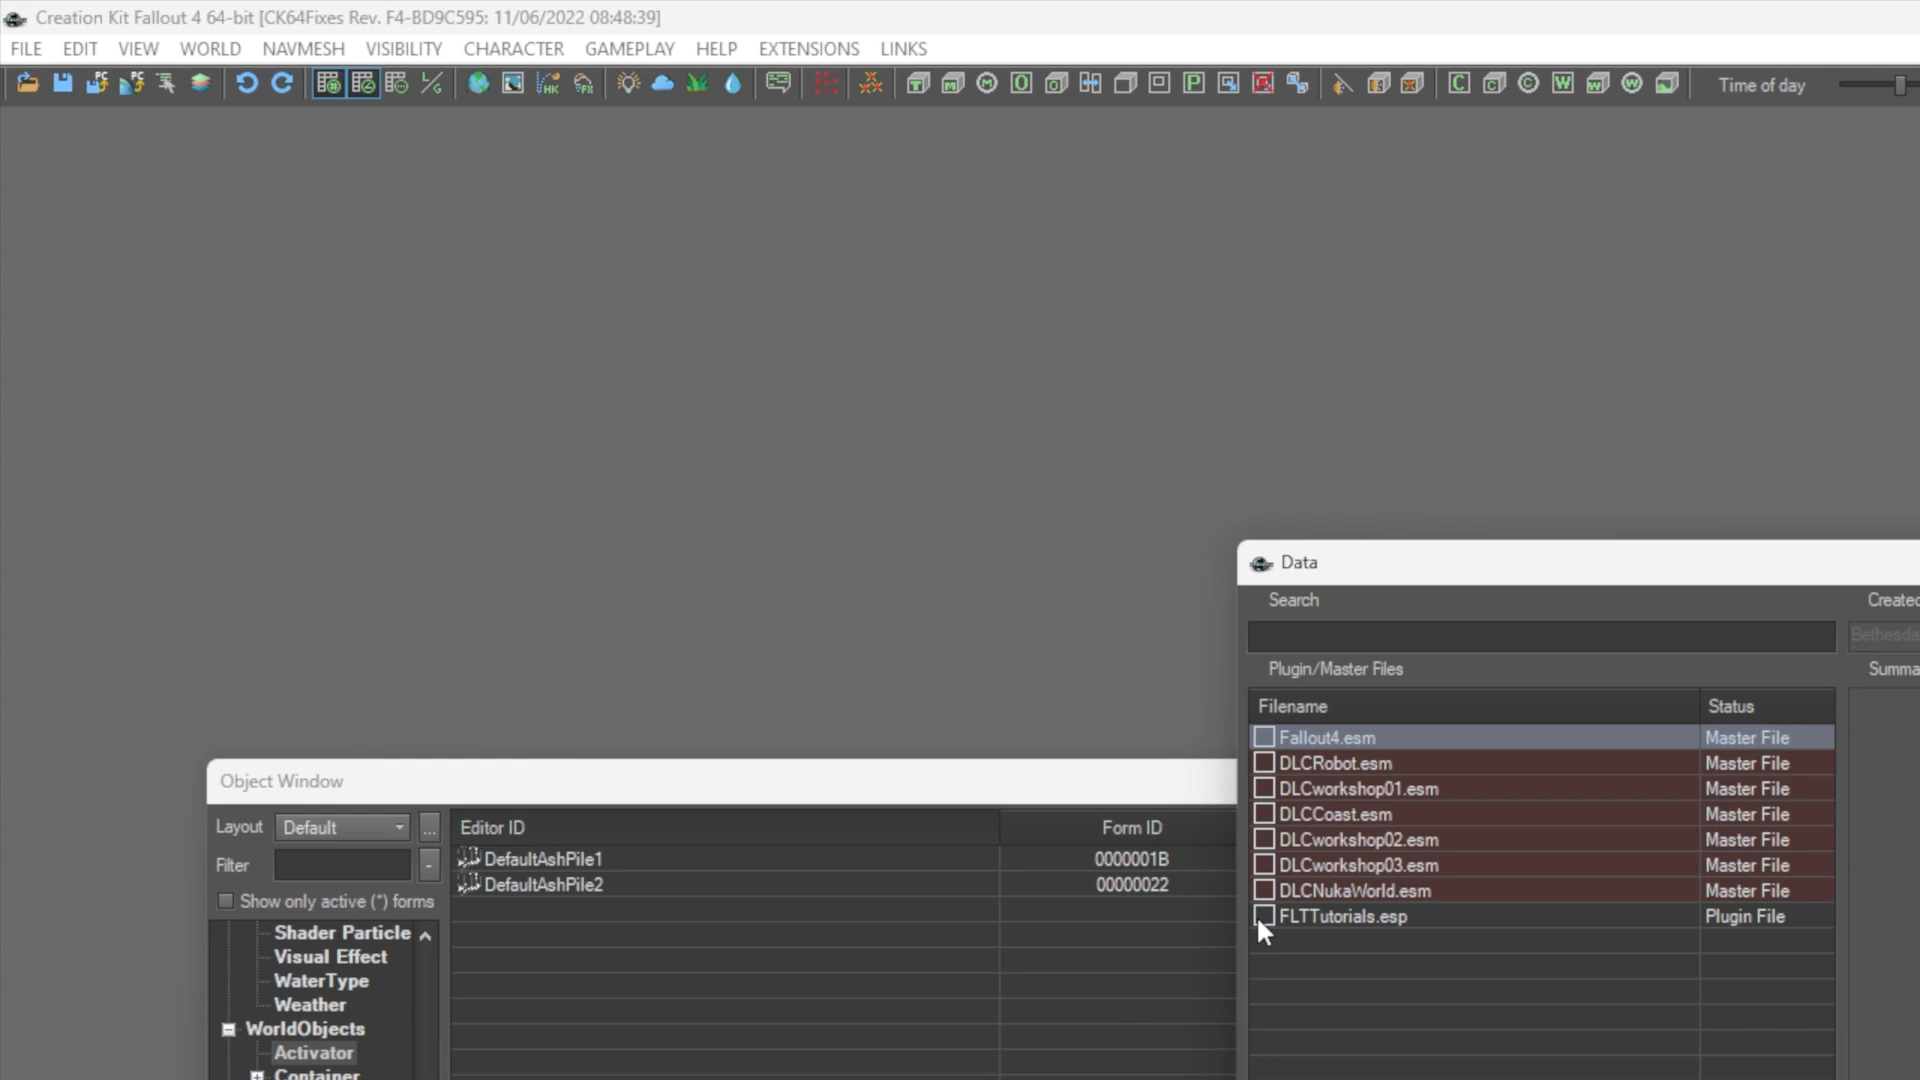 Creation Kit Fallout 4 64-bit [CK64Fixes Rev. F4-BD9C595: 11/06/2022 08:48:39]
FILE EDIT VIEW WORLD NAVMESH VISIBILITY CHARACTER GAMEPLAY HELP EXTENSIONS LINKS
Time of day
Data
Search Created
Bethesda
Plugin/Master Files Summa
Filename Status
Fallout4.esm Master File
DLCRobot.esm Master File
DLCworkshop01.esm Master File
DLCCoast.esm Master File
DLCworkshop02.esm Master File
DLCworkshop03.esm Master File
DLCNukaWorld.esm Master File
FLTTutorials.esp Plugin File
Object Window
Layout Default ... Editor ID Form ID
Filter - DefaultAshPile1 0000001B
DefaultAshPile2 00000022
Show only active (*) forms
Shader Particle
Visual Effect
WaterType
Weather
WorldObjects
Activator
Container